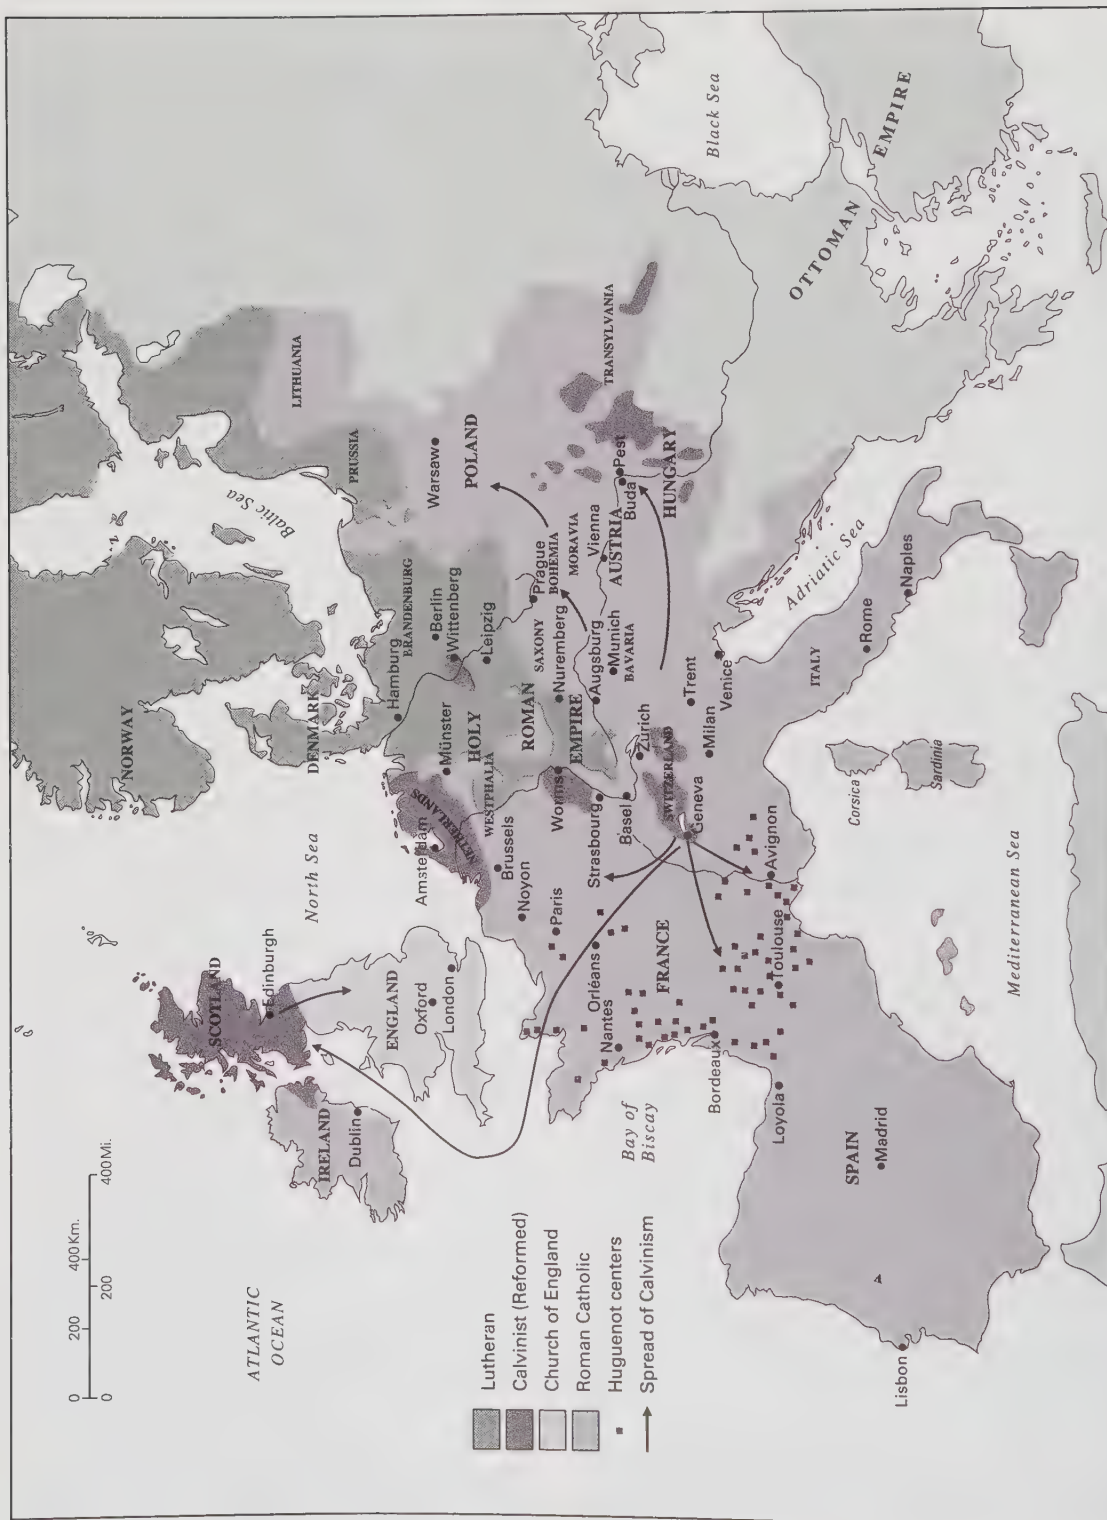 0 200 400 Km.
0 200 400 Mi.
ATLANTIC
OCEAN
Lutheran
Calvinist (Reformed)
Church of England
Roman Catholic
Huguenot centers
Spread of Calvinism
NORWAY
SCOTLAND
Edinburgh
North Sea
DENMARK
Baltic Sea
LITHUANIA
PRUSSIA
IRELAND
Dublin
ENGLAND
Oxford
London
Amsterdam
NETHERLANDS
Hamburg
BRANDENBURG
Berlin
Wittenberg
Münster
HOLY
WESTPHALIA
Leipzig
Warsaw
POLAND
Brussels
Noyon
ROMAN
SAXONY
Prague
BOHEMIA
MORAVIA
Paris
Worms
Nuremberg
EMPIRE
Strasbourg
Augsburg
Vienna
AUSTRIA
Munich
BAVARIA
Buda
Pest
HUNGARY
TRANSYLVANIA
Orléans
Nantes
Basel
Zürich
SWITZERLAND
Geneva
FRANCE
Bay of
Biscay
Bordeaux
Trent
Milan
Venice
Black Sea
Loyola
Toulouse
Avignon
ITALY
Adriatic Sea
OTTOMAN
EMPIRE
Corsica
Rome
Naples
SPAIN
Madrid
Lisbon
Sardinia
Mediterranean Sea